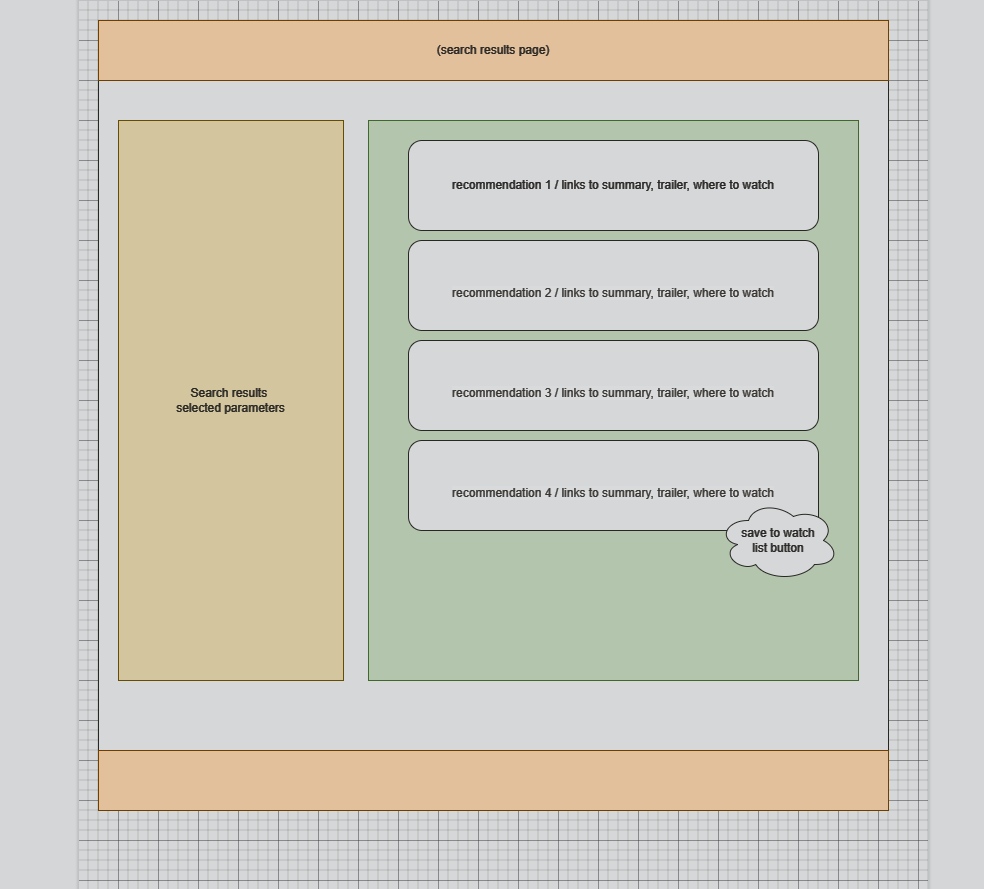 (search results page)
Search results
selected parameters
recommendation 1 / links to summary, trailer, where to watch
recommendation 2 / links to summary, trailer, where to watch
recommendation 3 / links to summary, trailer, where to watch
recommendation 4 / links to summary, trailer, where to watch
save to watch
list button